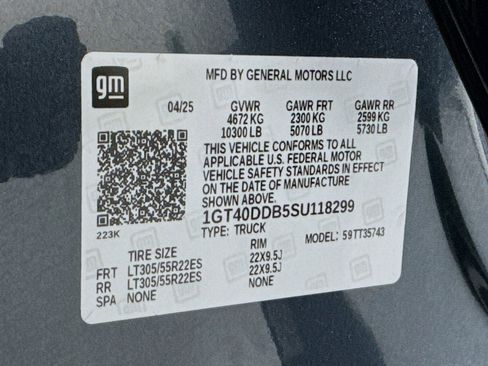 gm
MFD BY GENERAL MOTORS LLC
04/25 GVWR GAWR FRT GAWR RR
4672 KG 2300 KG 2599 KG
10300 LB 5070 LB 5730 LB
THIS VEHICLE CONFORMS TO ALL
APPLICABLE U.S. FEDERAL MOTOR
VEHICLE SAFETY STANDARDS IN
EFFECT ON THE DATE OF MANUFACTURE
SHOWN ABOVE.
1GT40DDB5SU118299
223K TYPE: TRUCK MODEL: 59TT35743
TIRE SIZE RIM
FRT LT305/55R22ES 22X9.5J
RR LT305/55R22ES 22X9.5J
SPA NONE NONE